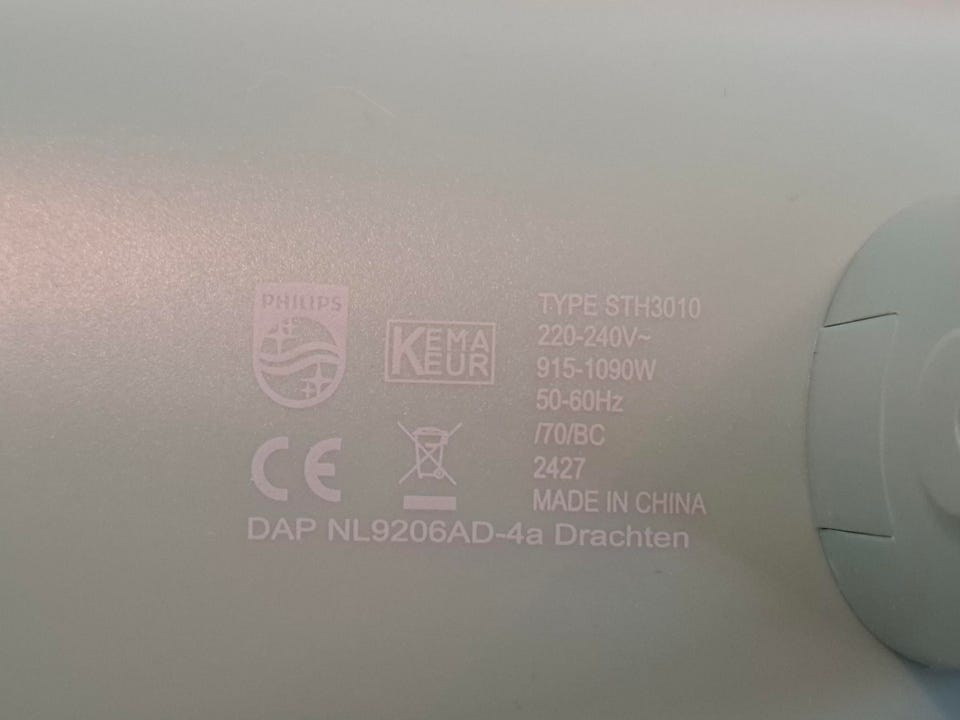 PHILIPS
KEMA
KEUR
TYPE STH3010
220-240V~
915-1090W
50-60Hz
/70/BC
2427
MADE IN CHINA
CE
DAP NL9206AD-4a Drachten